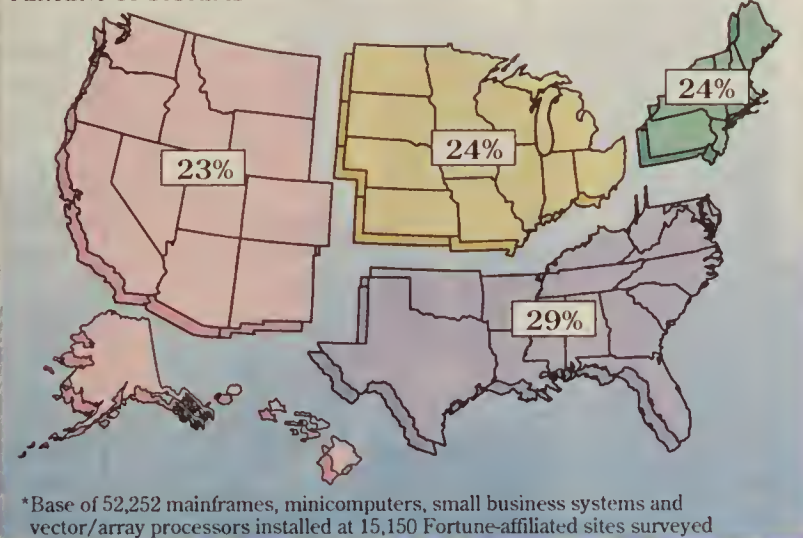 24%
23%
24%
29%
*Base of 52,252 mainframes, minicomputers, small business systems and
vector/array processors installed at 15,150 Fortune-affiliated sites surveyed